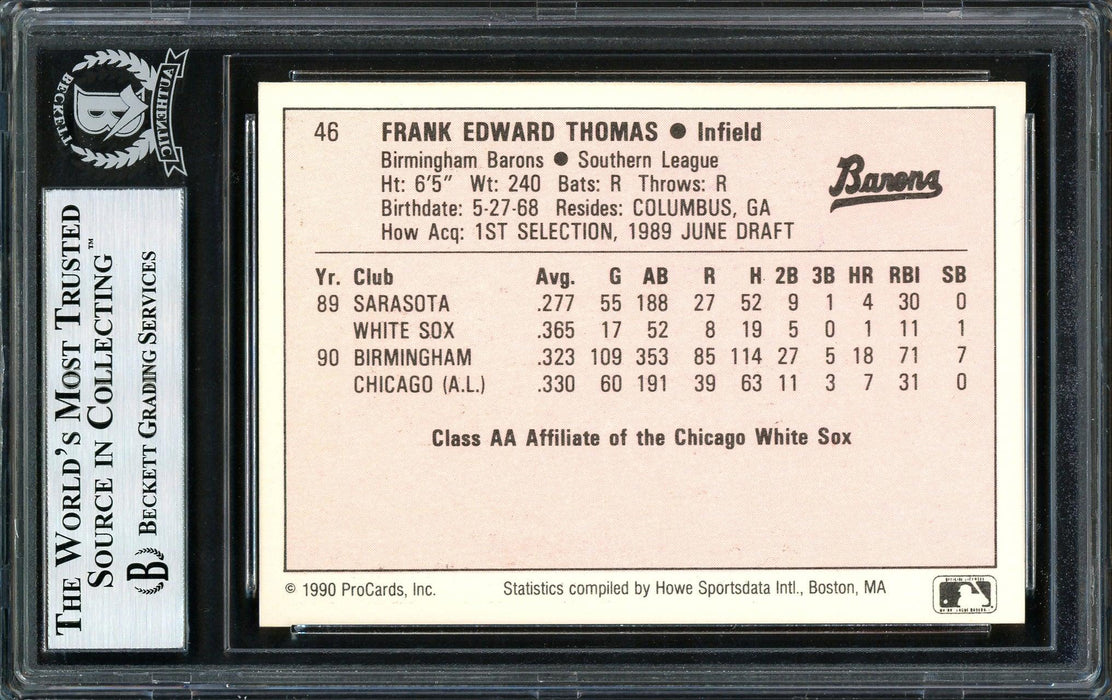 BECKETT
B
AUTHENTIC
THE WORLD'S MOST TRUSTED
SOURCE IN COLLECTING™
BECKETT GRADING SERVICES
B
46 FRANK EDWARD THOMAS ● Infield
Birmingham Barons ● Southern League
Ht: 6'5" Wt: 240 Bats: R Throws: R
Birthdate: 5-27-68 Resides: COLUMBUS, GA
How Acq: 1ST SELECTION, 1989 JUNE DRAFT
Barons
Yr. Club Avg. G AB R H 2B 3B HR RBI SB
89 SARASOTA .277 55 188 27 52 9 1 4 30 0
WHITE SOX .365 17 52 8 19 5 0 1 11 1
90 BIRMINGHAM .323 109 353 85 114 27 5 18 71 7
CHICAGO (A.L.) .330 60 191 39 63 11 3 7 31 0
Class AA Affiliate of the Chicago White Sox
© 1990 ProCards, Inc. Statistics compiled by Howe Sportsdata Intl., Boston, MA